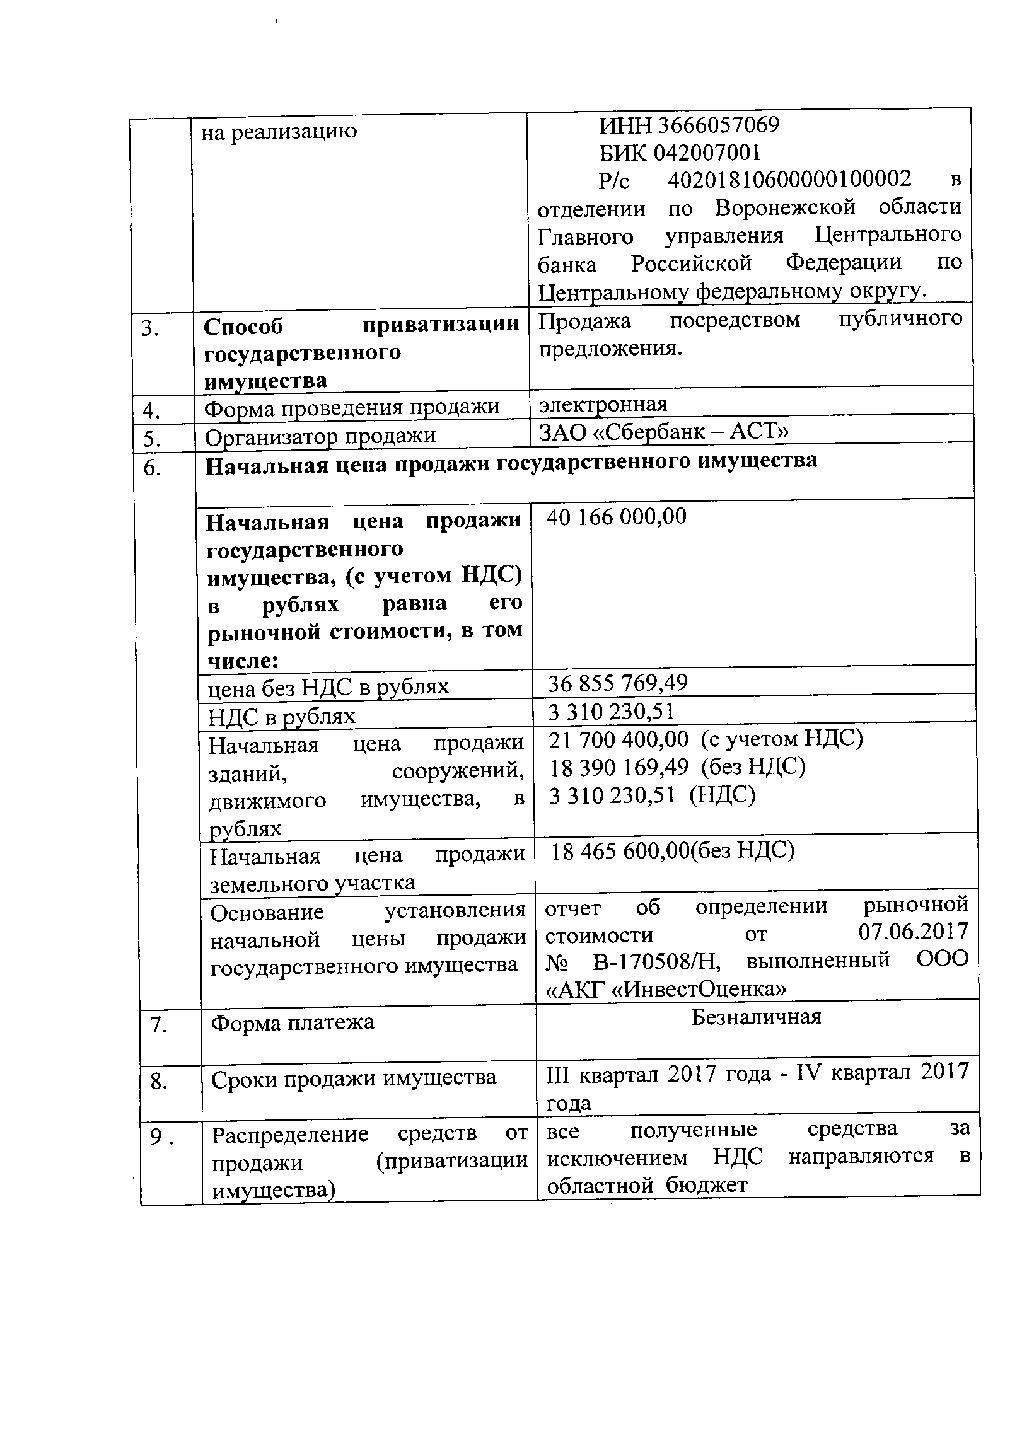 на реализацию
ИНН 3666057069
БИК 042007001
Р/с 40201810600000100002 в
отделении по Воронежской области
Главного управления Центрального
банка Российской Федерации по
Центральному федеральному округу.
3.
Способ приватизации
государственного
имущества
Продажа посредством публичного
предложения.
4.
Форма проведения продажи
электронная
5.
Организатор продажи
ЗАО «Сбербанк – АСТ»
6.
Начальная цена продажи государственного имущества
Начальная цена продажи
государственного
имущества, (с учетом НДС)
в рублях равна его
рыночной стоимости, в том
числе:
40 166 000,00
цена без НДС в рублях
36 855 769,49
НДС в рублях
3 310 230,51
Начальная цена продажи
зданий, сооружений,
движимого имущества, в
рублях
21 700 400,00 (с учетом НДС)
18 390 169,49 (без НДС)
3 310 230,51 (НДС)
Начальная цена продажи
земельного участка
18 465 600,00(без НДС)
Основание установления
начальной цены продажи
государственного имущества
отчет об определении рыночной
стоимости от 07.06.2017
№ В-170508/Н, выполненный ООО
«АКГ «ИнвестОценка»
7.
Форма платежа
Безналичная
8.
Сроки продажи имущества
III квартал 2017 года - IV квартал 2017
года
9 .
Распределение средств от
продажи (приватизации
имущества)
все полученные средства за
исключением НДС направляются в
областной бюджет